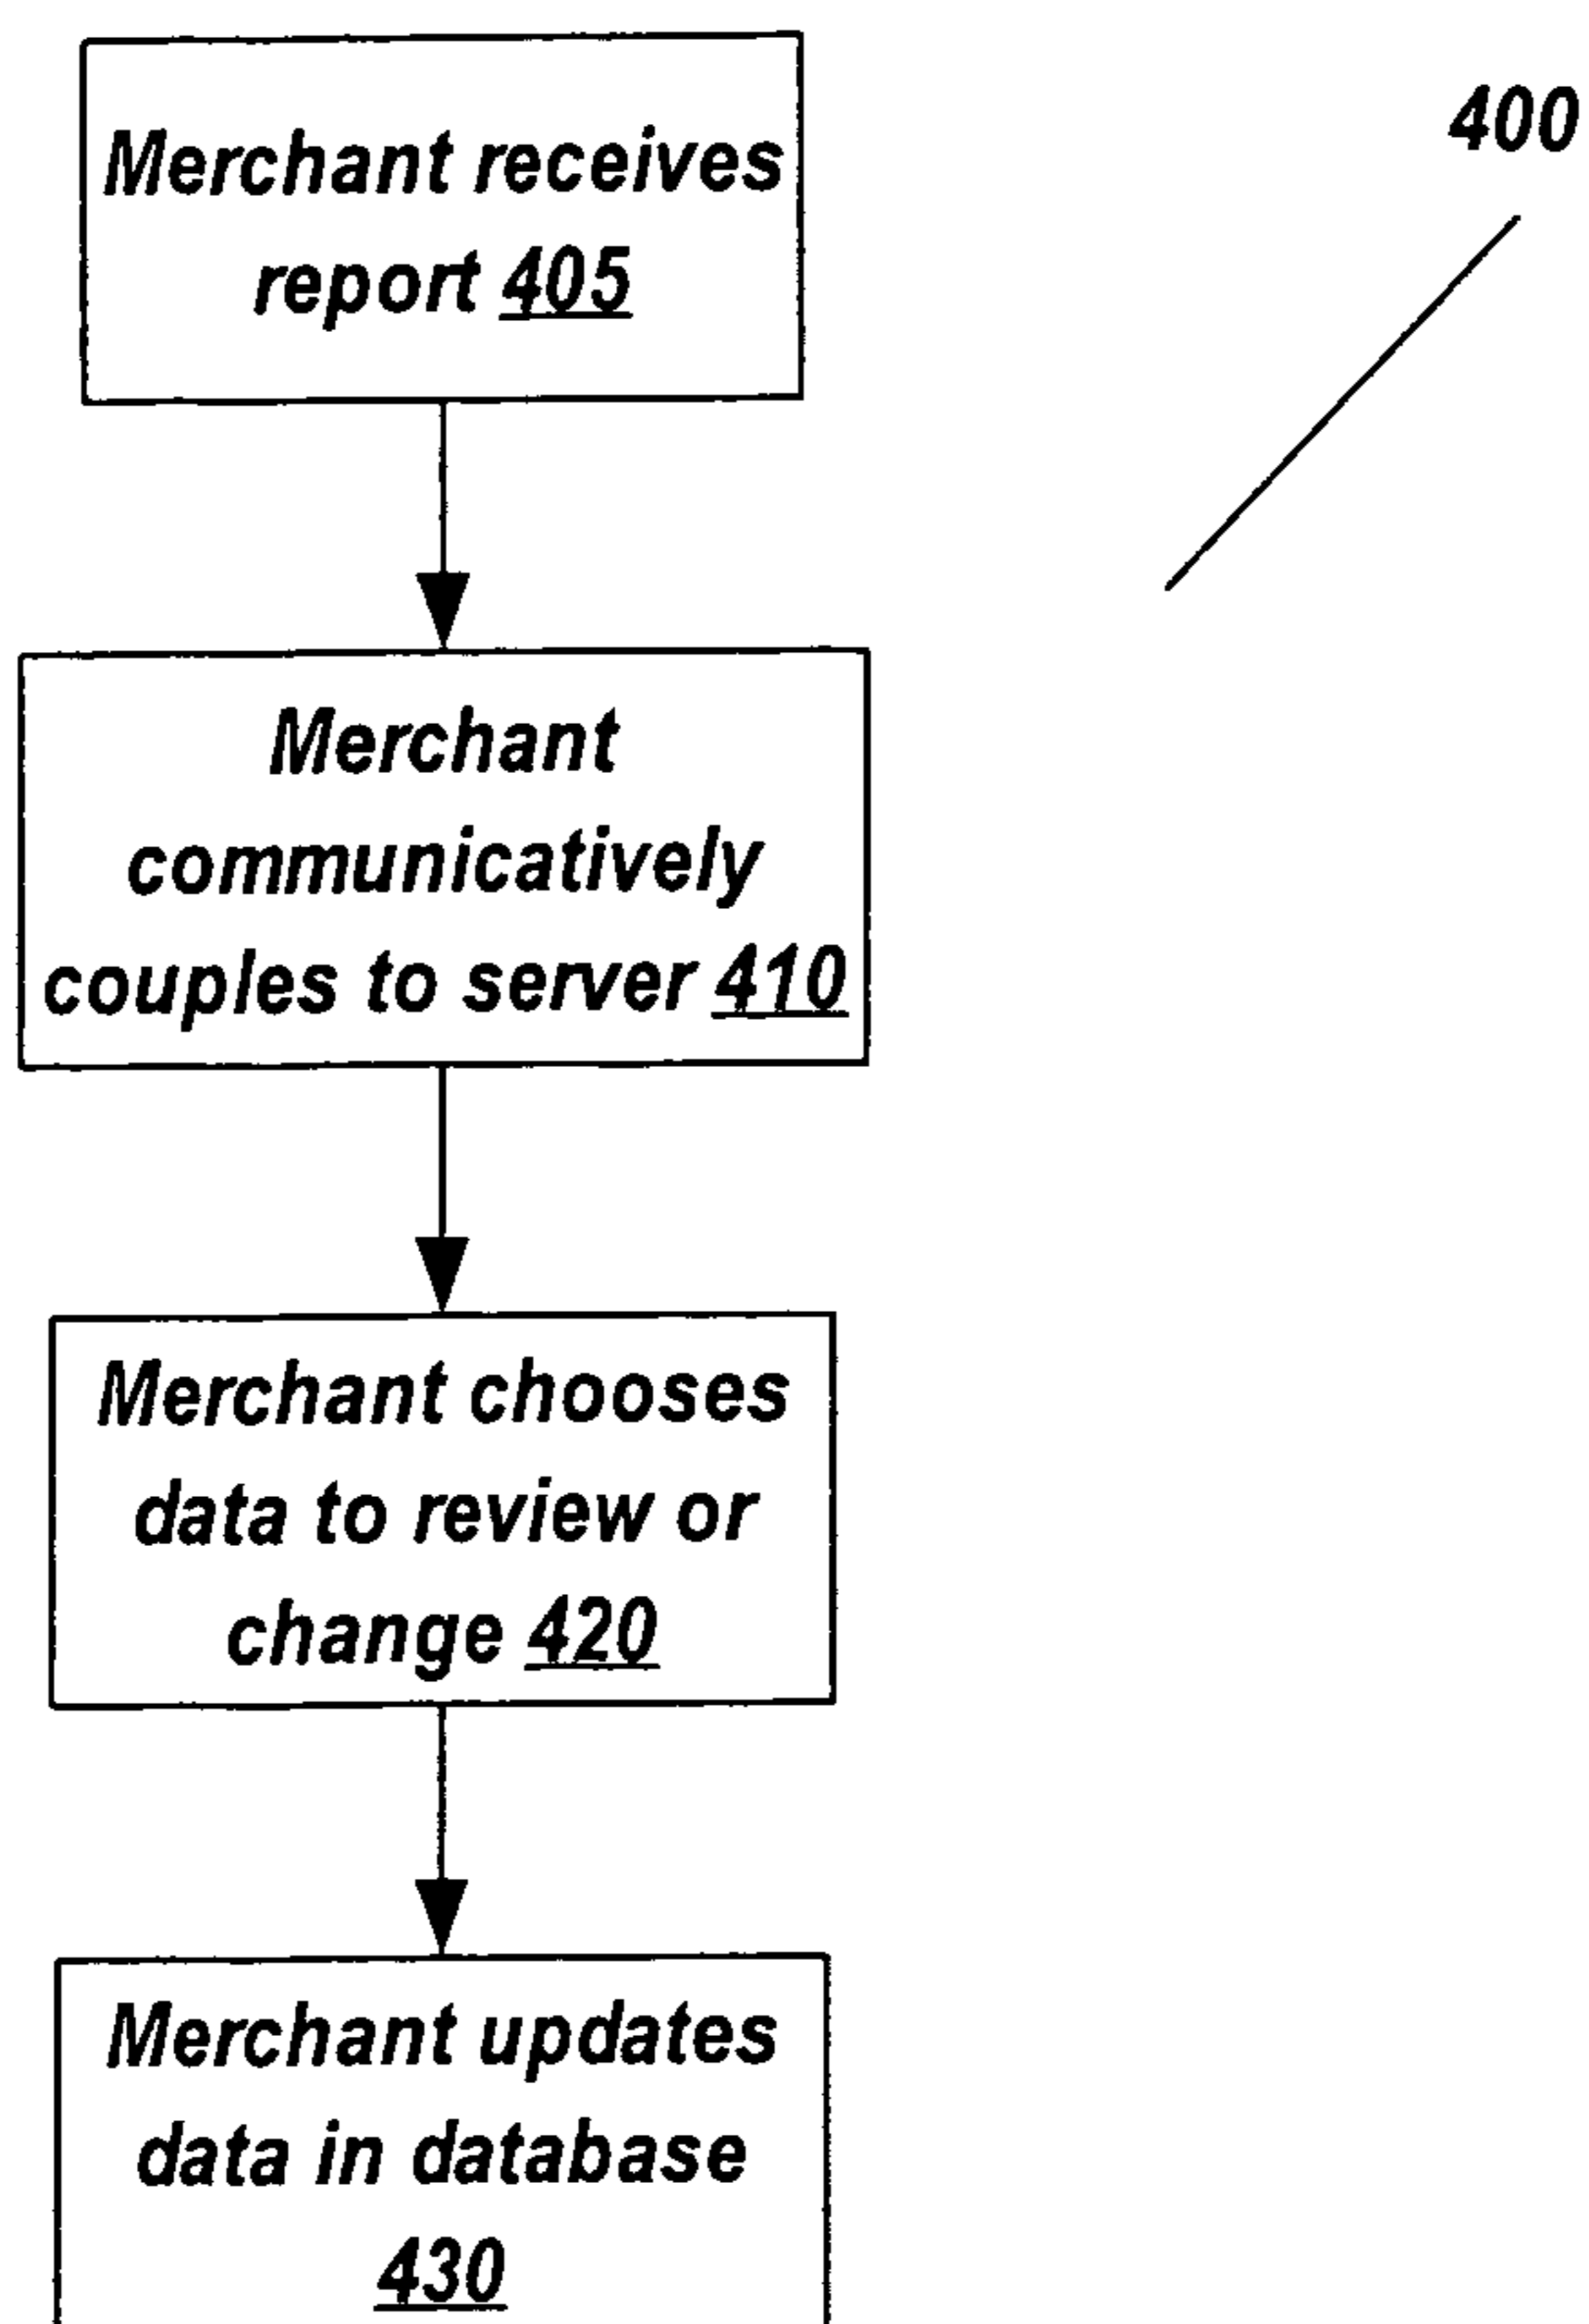 Merchant receives
report 405
400
Merchant
communicatively
couples to server 410
Merchant chooses
data to review or
change 420
Merchant updates
data in database
430